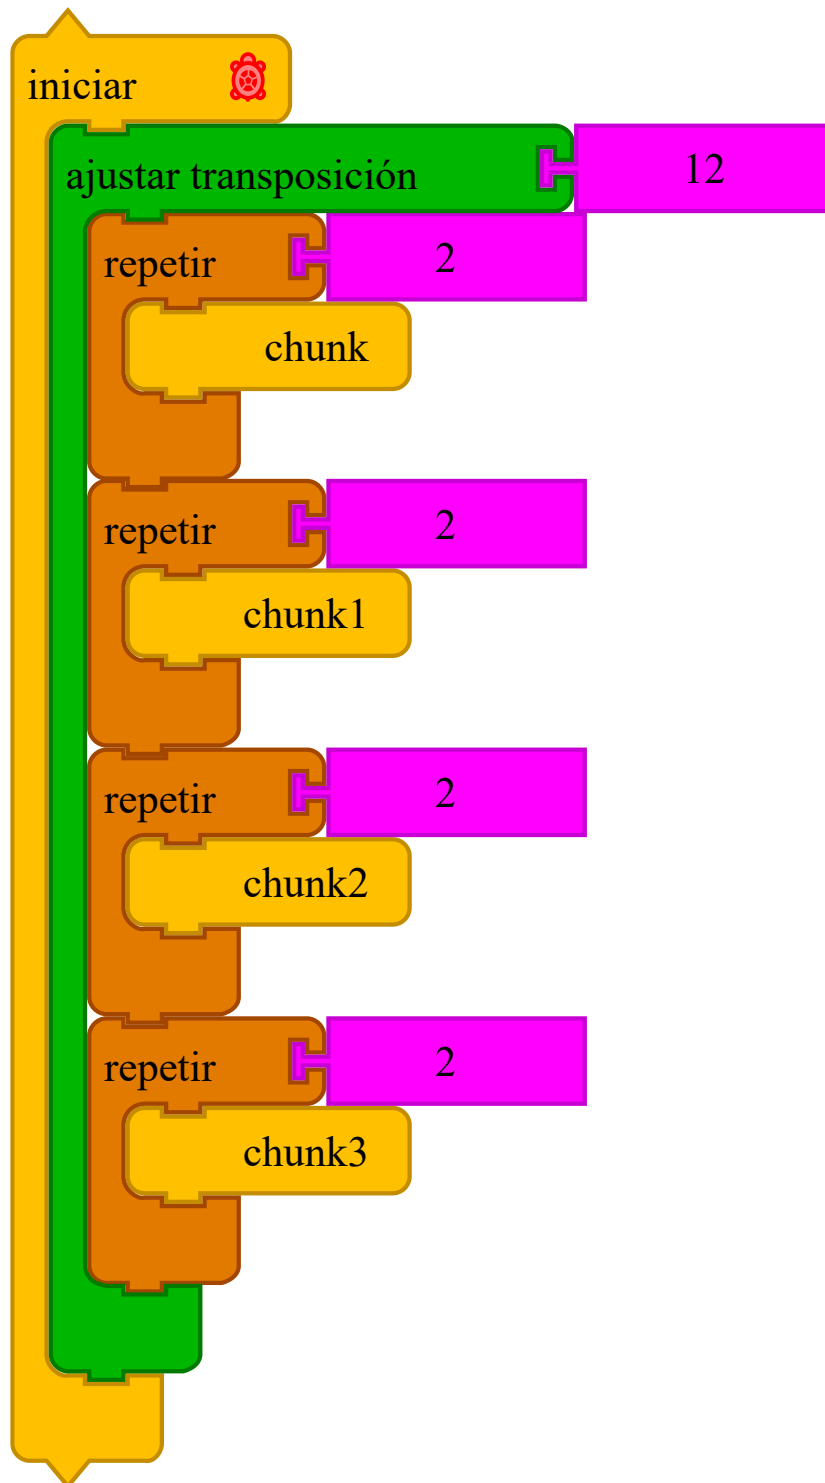 iniciar
ajustar transposición 12
repetir 2
chunk
repetir 2
chunk1
repetir 2
chunk2
repetir 2
chunk3